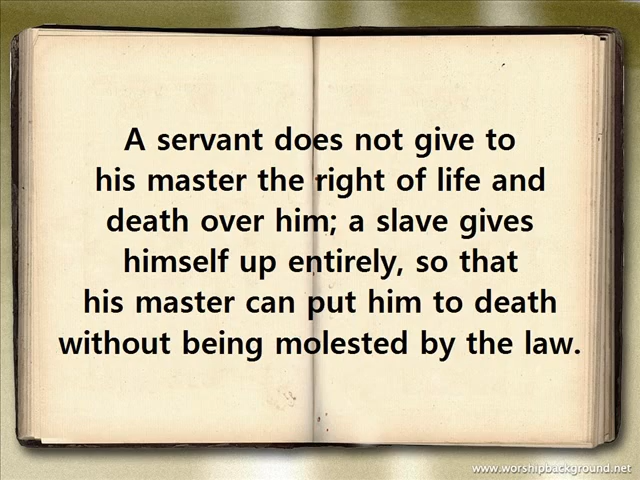 A servant does not give to
his master the right of life and
death over him; a slave gives
himself up entirely, so that
his master can put him to death
without being molested by the law.
www.worshipbackground.net